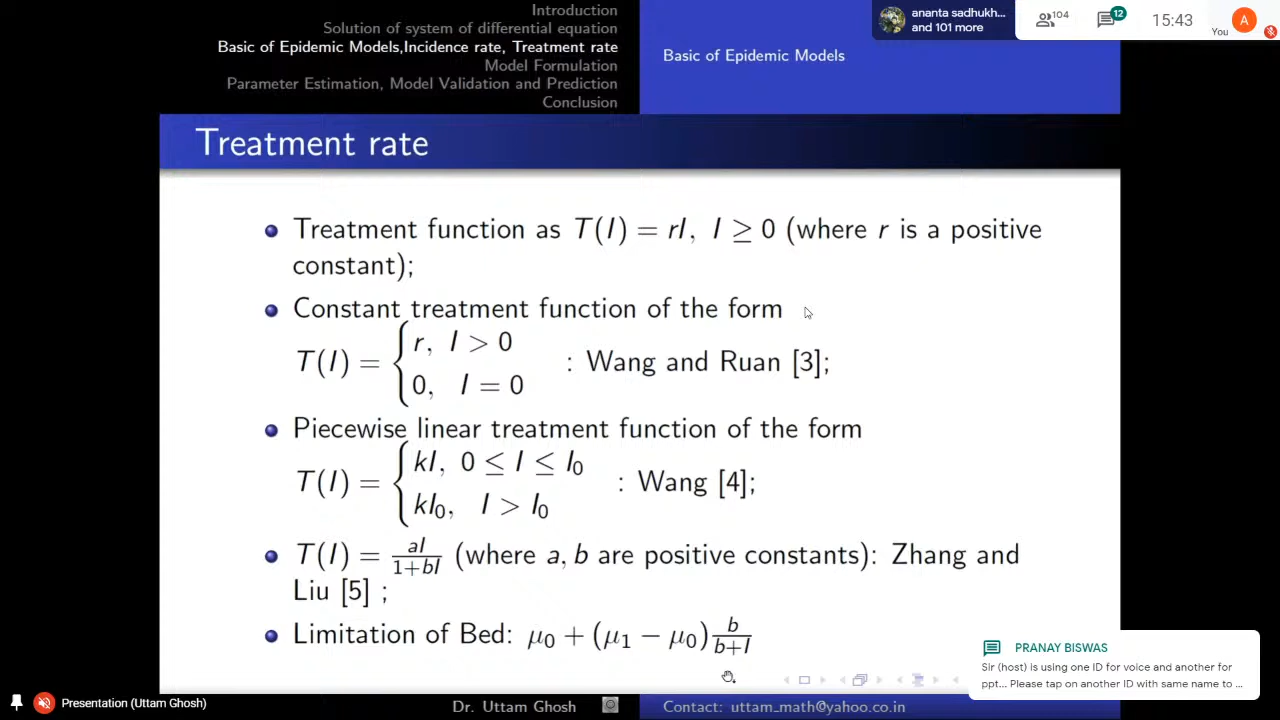 Introduction
Solution of system of differential equation
Basic of Epidemic Models,Incidence rate, Treatment rate
Model Formulation
Parameter Estimation, Model Validation and Prediction
Conclusion
Basic of Epidemic Models
ananta sadhukh...
and 101 more
104
12
15:43
A
You
Treatment rate
Treatment function as T(I) = rI, I ≥ 0 (where r is a positive
constant);
Constant treatment function of the form
T(I) = { r, I > 0
0, I = 0 : Wang and Ruan [3];
Piecewise linear treatment function of the form
T(I) = { kI, 0 ≤ I ≤ I₀
kI₀, I > I₀ : Wang [4];
T(I) = aI/1+bI (where a, b are positive constants): Zhang and
Liu [5] ;
Limitation of Bed: μ₀ + (μ₁ − μ₀) b/b+I
PRANAY BISWAS
Sir (host) is using one ID for voice and another for
ppt... Please tap on another ID with same name to ...
Presentation (Uttam Ghosh)
Dr. Uttam Ghosh
Contact: uttam_math@yahoo.co.in